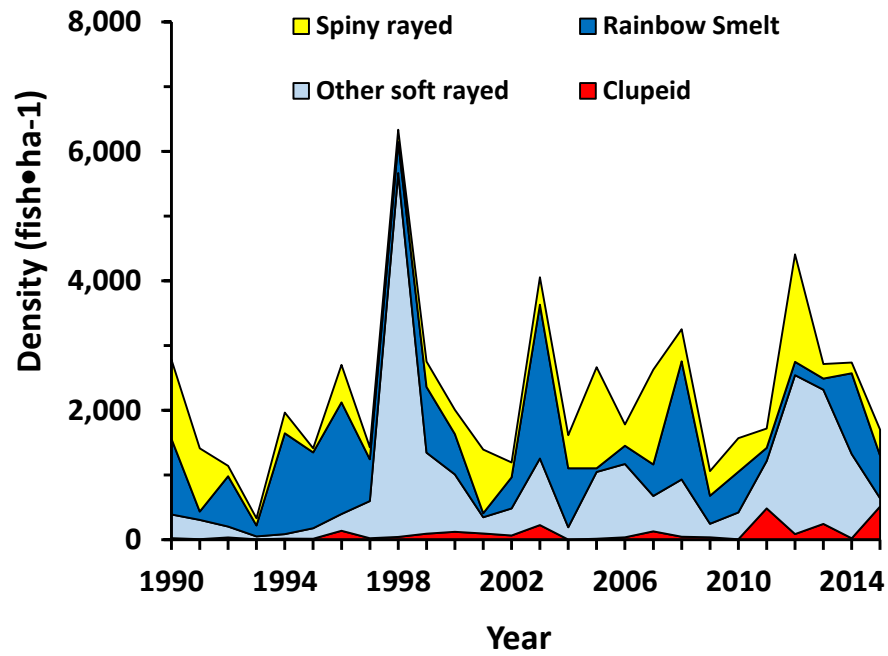 Spiny rayed
Rainbow Smelt
Other soft rayed
Clupeid
Density (fish•ha-1)
8,000
6,000
4,000
2,000
0
1990 1994 1998 2002 2006 2010 2014
Year